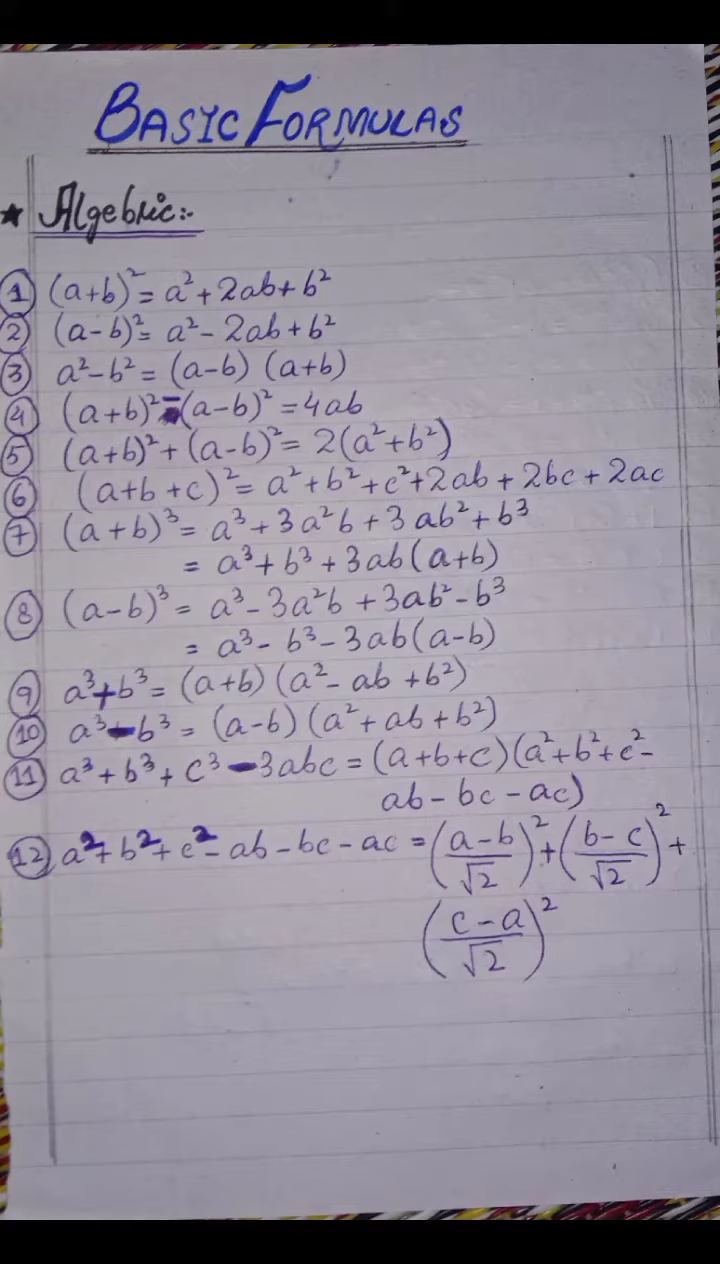 BASIC FORMULAS
★ Algebric:-
① (a+b)² = a² + 2ab + b²
② (a-b)² = a² - 2ab + b²
③ a² - b² = (a-b) (a+b)
④ (a+b)² - (a-b)² = 4ab
⑤ (a+b)² + (a-b)² = 2(a² + b²)
⑥ (a+b+c)² = a² + b² + c² + 2ab + 2bc + 2ac
⑦ (a+b)³ = a³ + 3a²b + 3ab² + b³
= a³ + b³ + 3ab(a+b)
⑧ (a-b)³ = a³ - 3a²b + 3ab² - b³
= a³ - b³ - 3ab(a-b)
⑨ a³ + b³ = (a+b) (a² - ab + b²)
⑩ a³ - b³ = (a-b) (a² + ab + b²)
⑪ a³ + b³ + c³ - 3abc = (a+b+c) (a² + b² + c² -
ab - bc - ac)
⑫ a² + b² + c² - ab - bc - ac = ((a-b)/√2)² + ((b-c)/√2)² +
((c-a)/√2)²